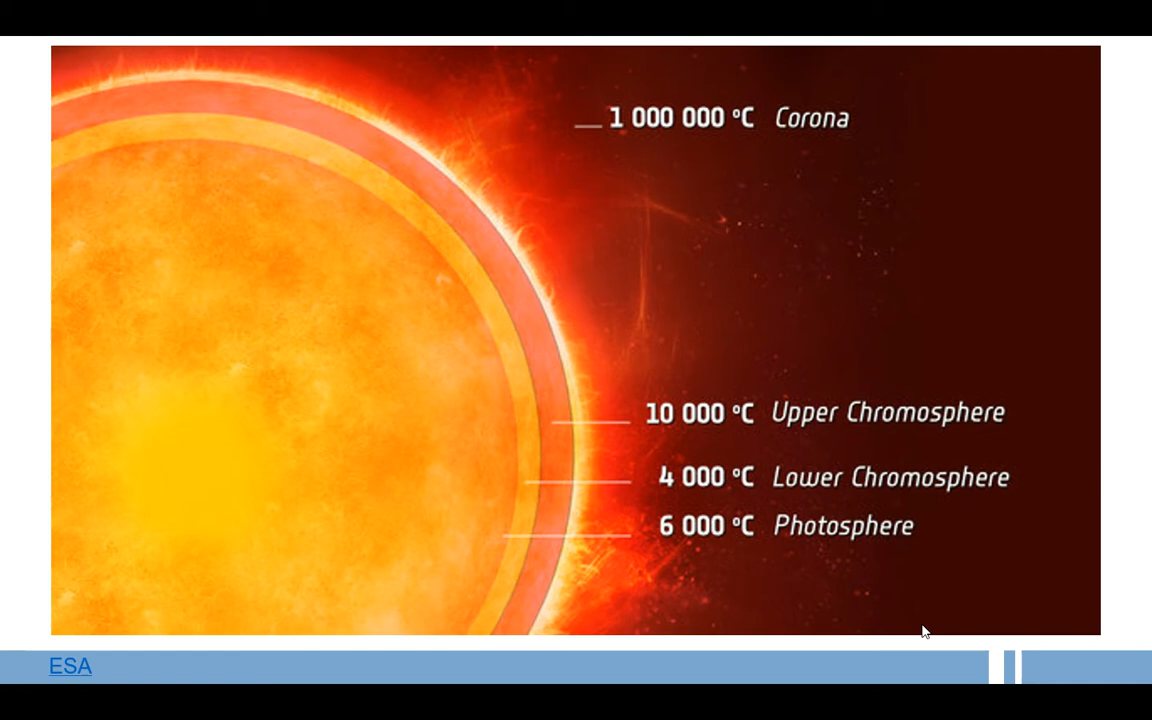 1 000 000 °C Corona
10 000 °C Upper Chromosphere
4 000 °C Lower Chromosphere
6 000 °C Photosphere
ESA